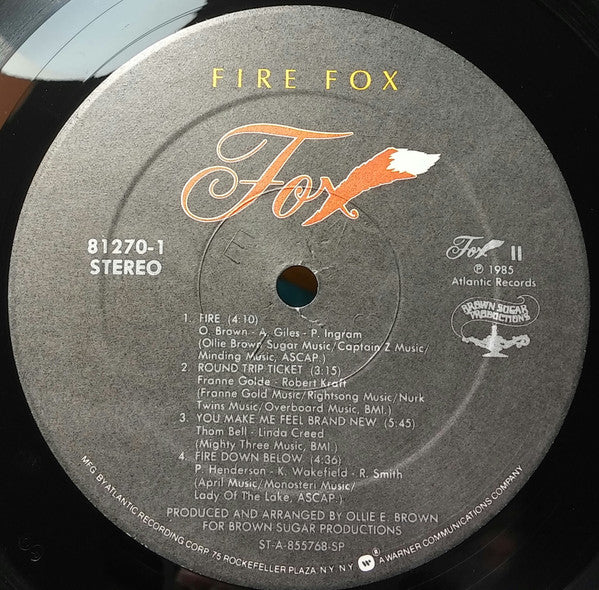 FIRE FOX
Fox
81270-1
STEREO
Fox II
℗ 1985
Atlantic Records
BROWN SUGAR
PRODUCTIONS
1. FIRE (4:10)
O. Brown - A. Giles - P. Ingram
(Ollie Brown Sugar Music/Captain Z Music/
Minding Music, ASCAP.)
2. ROUND TRIP TICKET (3:15)
Franne Golde - Robert Kraft
(Franne Gold Music/Rightsong Music/Nurk
Twins Music/Overboard Music, BMI.)
3. YOU MAKE ME FEEL BRAND NEW (5:45)
Thom Bell - Linda Creed
(Mighty Three Music, BMI.)
4. FIRE DOWN BELOW (4:36)
P. Henderson - K. Wakefield - R. Smith
(April Music/Monosteri Music/
Lady Of The Lake, ASCAP.)
PRODUCED AND ARRANGED BY OLLIE E. BROWN
FOR BROWN SUGAR PRODUCTIONS
ST-A-855768-SP
MFG. BY ATLANTIC RECORDING CORP. 75 ROCKEFELLER PLAZA, N.Y. N.Y. W ® A WARNER COMMUNICATIONS COMPANY